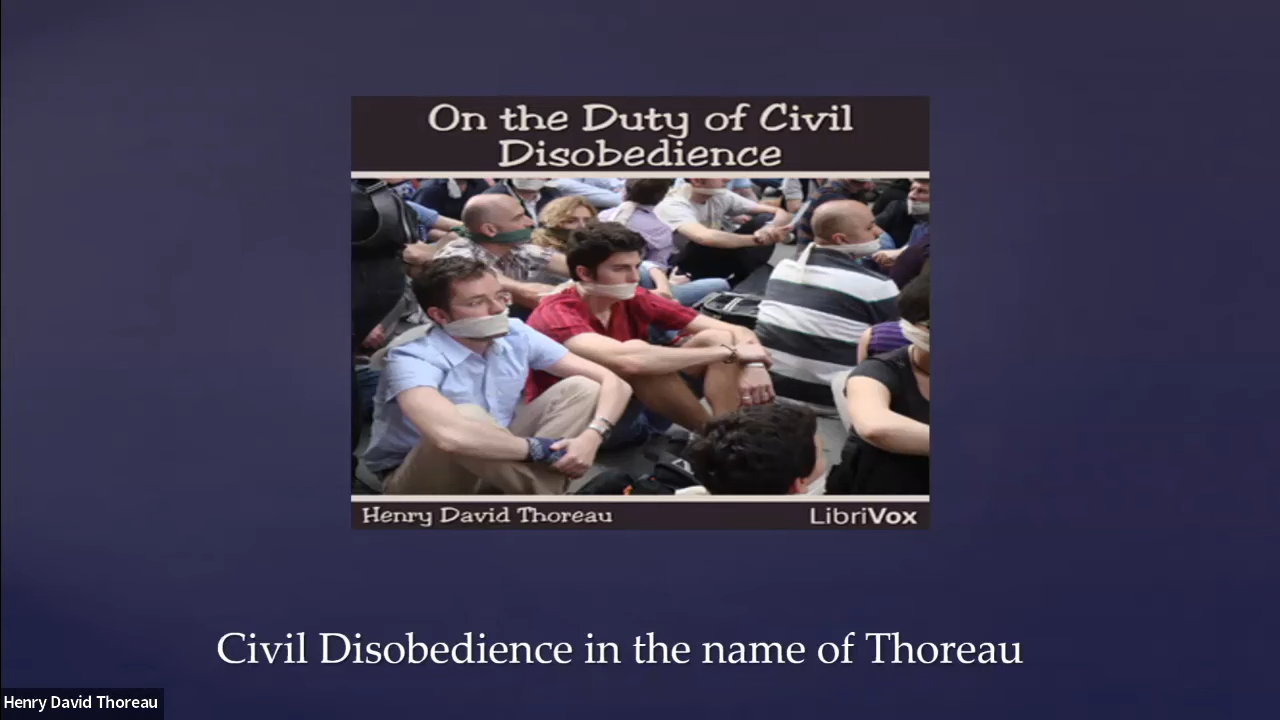 On the Duty of Civil
Disobedience
Henry David Thoreau
LibriVox
Civil Disobedience in the name of Thoreau
Henry David Thoreau